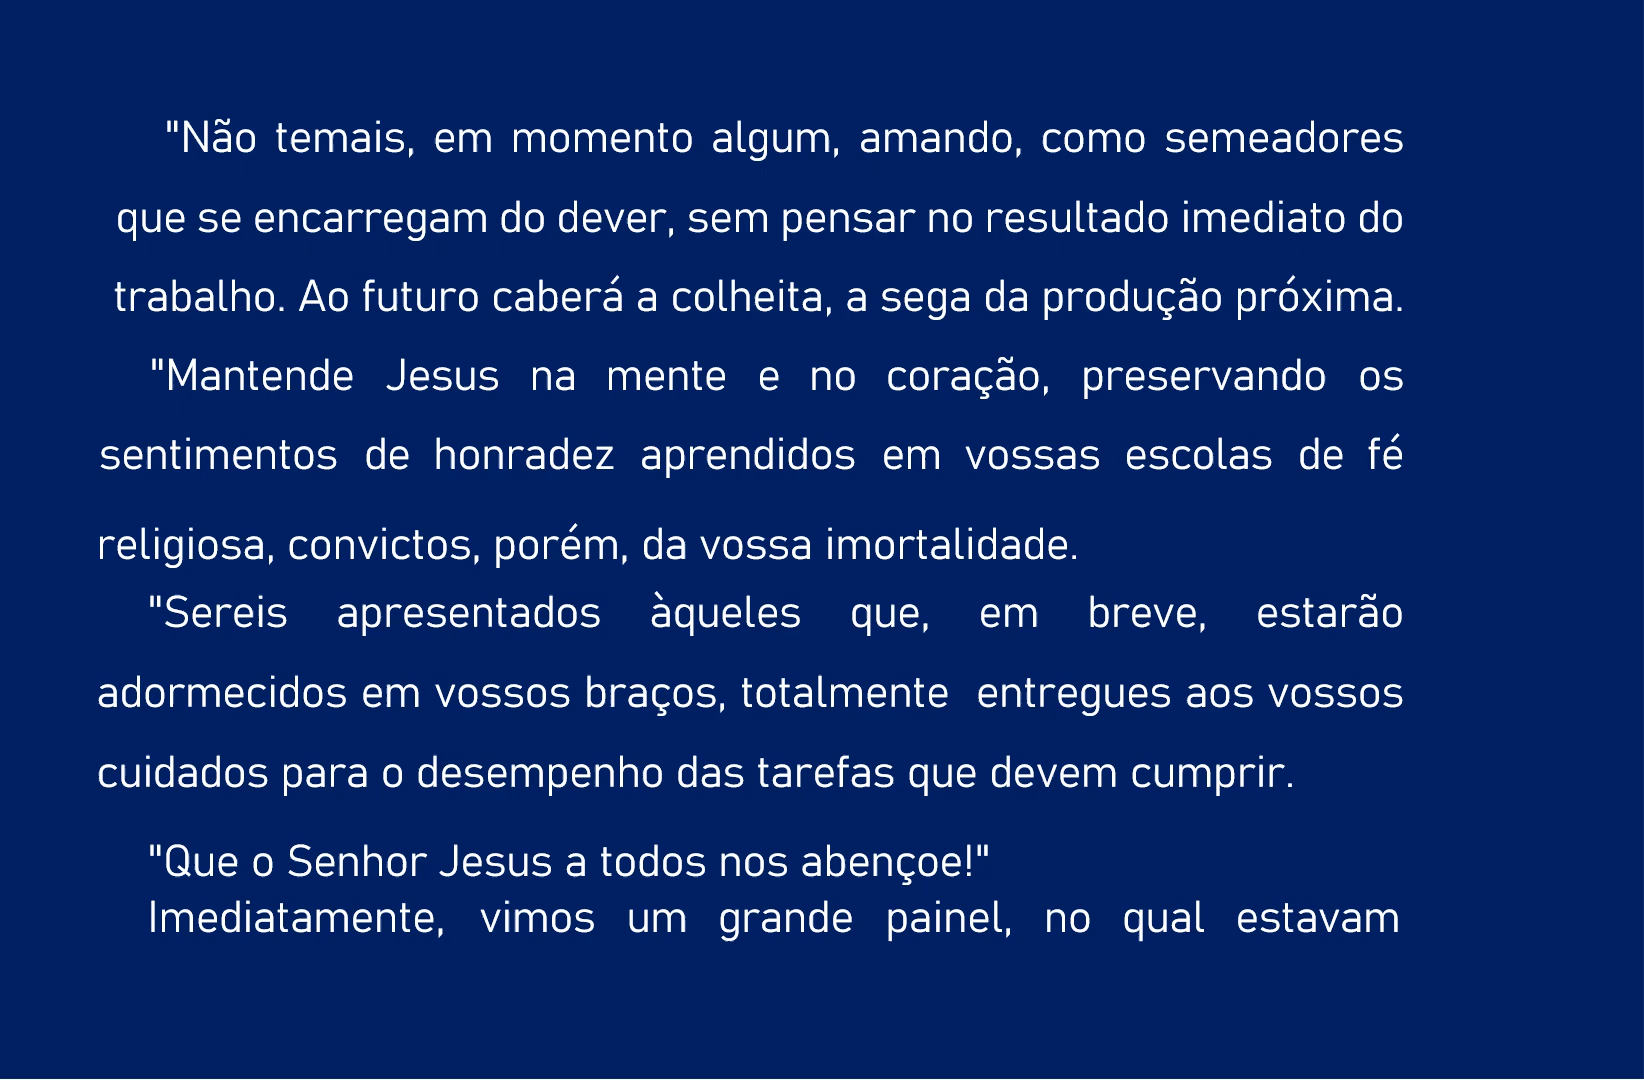 "Não temais, em momento algum, amando, como semeadores
que se encarregam do dever, sem pensar no resultado imediato do
trabalho. Ao futuro caberá a colheita, a sega da produção próxima.
"Mantende Jesus na mente e no coração, preservando os
sentimentos de honradez aprendidos em vossas escolas de fé
religiosa, convictos, porém, da vossa imortalidade.
"Sereis apresentados àqueles que, em breve, estarão
adormecidos em vossos braços, totalmente entregues aos vossos
cuidados para o desempenho das tarefas que devem cumprir.
"Que o Senhor Jesus a todos nos abençoe!"
Imediatamente, vimos um grande painel, no qual estavam